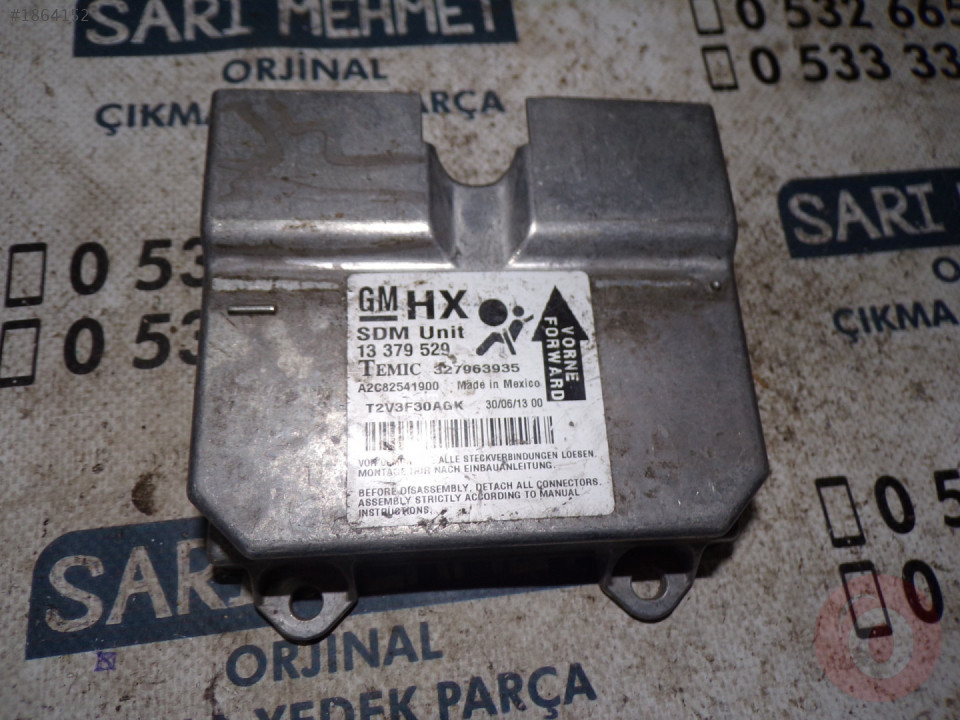 #1864152
SARI MEHMET
ORJİNAL
ÇIKMA PARÇA
0 532 665
0 533 33
SARI
OR
ÇIKMA
0 53
0 53
GM HX
SDM Unit
13 379 529
TEMIC 327963935
A2C82541900 Made in Mexico
T2V3F30AGK 30/06/13 00
VORNE
FORWARD
ALLE STECKVERBINDUNGEN LOESEN.
MONTAGE NACH EINBAUANLEITUNG.
BEFORE DISASSEMBLY, DETACH ALL CONNECTORS.
ASSEMBLY STRICTLY ACCORDING TO MANUAL
INSTRUCTIONS.
0 5
0
SARI
ORJİNAL
YEDEK PARÇA